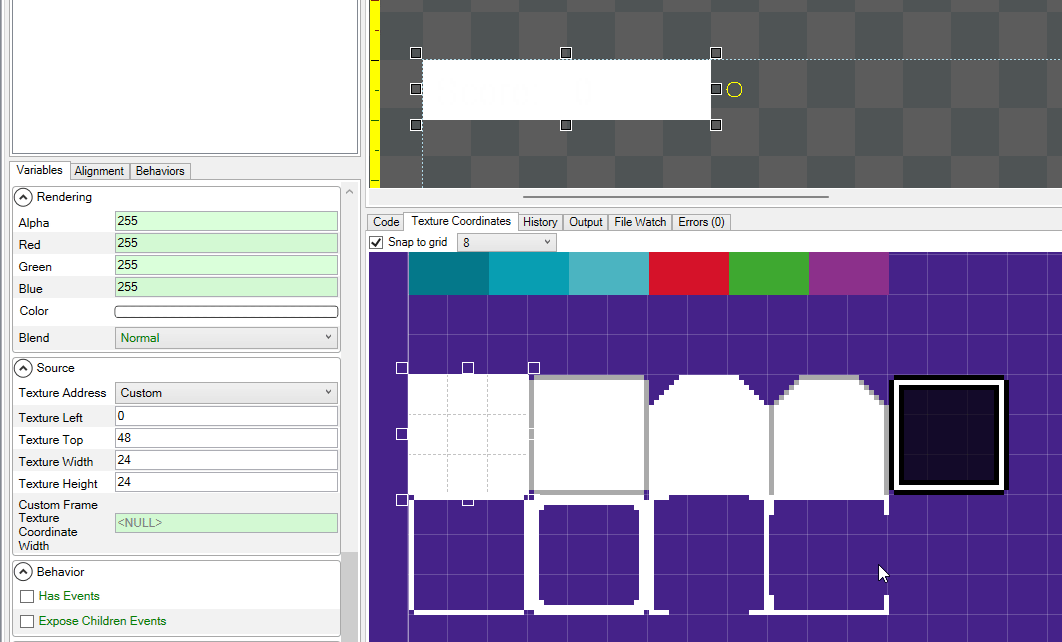 Variables Alignment Behaviors
Rendering
Alpha 255
Red 255
Green 255
Blue 255
Color
Blend Normal
Source
Texture Address Custom
Texture Left 0
Texture Top 48
Texture Width 24
Texture Height 24
Custom Frame
Texture
Coordinate
Width
<NULL>
Behavior
Has Events
Expose Children Events
Code Texture Coordinates History Output File Watch Errors (0)
Snap to grid 8